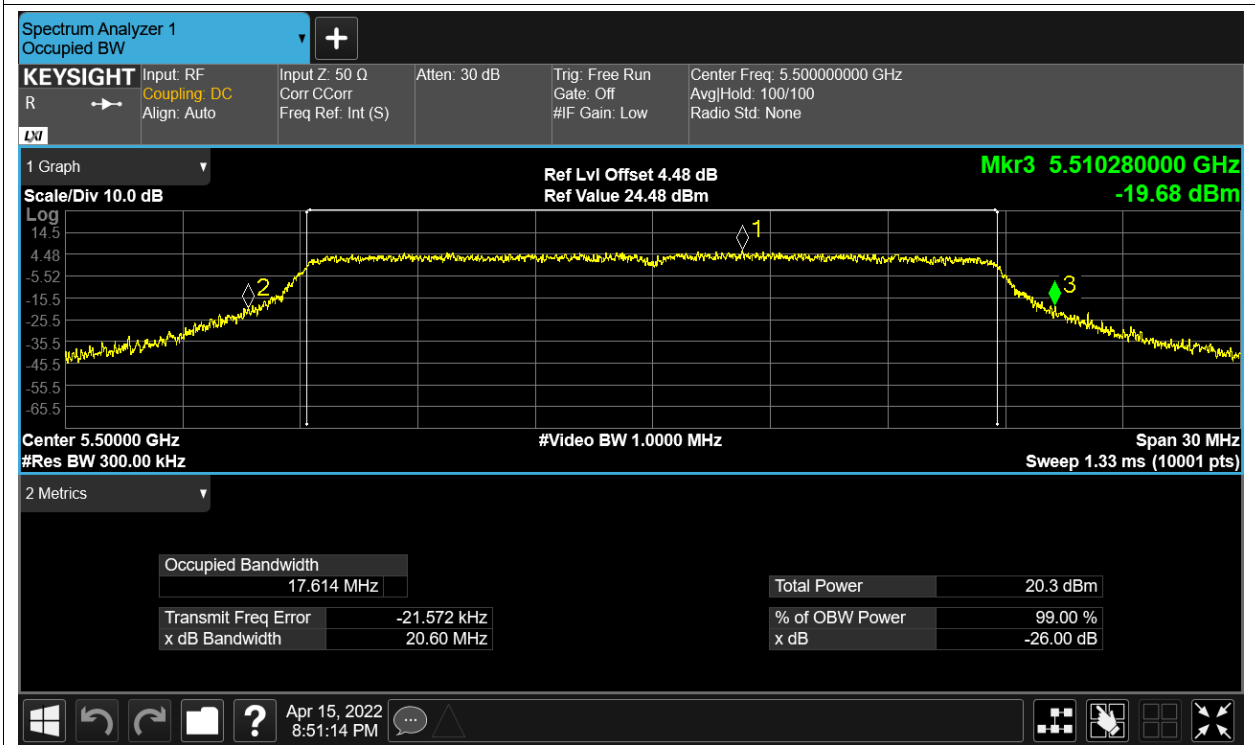 Spectrum Analyzer 1
Occupied BW
+
KEYSIGHT
R
LXI
Input: RF
Coupling: DC
Align: Auto
Input Z: 50 Ω
Corr CCorr
Freq Ref: Int (S)
Atten: 30 dB
Trig: Free Run
Gate: Off
#IF Gain: Low
Center Freq: 5.500000000 GHz
Avg|Hold: 100/100
Radio Std: None
1 Graph
Scale/Div 10.0 dB
Ref Lvl Offset 4.48 dB
Ref Value 24.48 dBm
Mkr3 5.510280000 GHz
-19.68 dBm
Log
14.5
4.48
-5.52
-15.5
-25.5
-35.5
-45.5
-55.5
-65.5
1
2
3
Center 5.50000 GHz
#Video BW 1.0000 MHz
Span 30 MHz
#Res BW 300.00 kHz
Sweep 1.33 ms (10001 pts)
2 Metrics
Occupied Bandwidth
17.614 MHz
Transmit Freq Error -21.572 kHz
x dB Bandwidth 20.60 MHz
Total Power 20.3 dBm
% of OBW Power 99.00 %
x dB -26.00 dB
?
Apr 15, 2022
8:51:14 PM